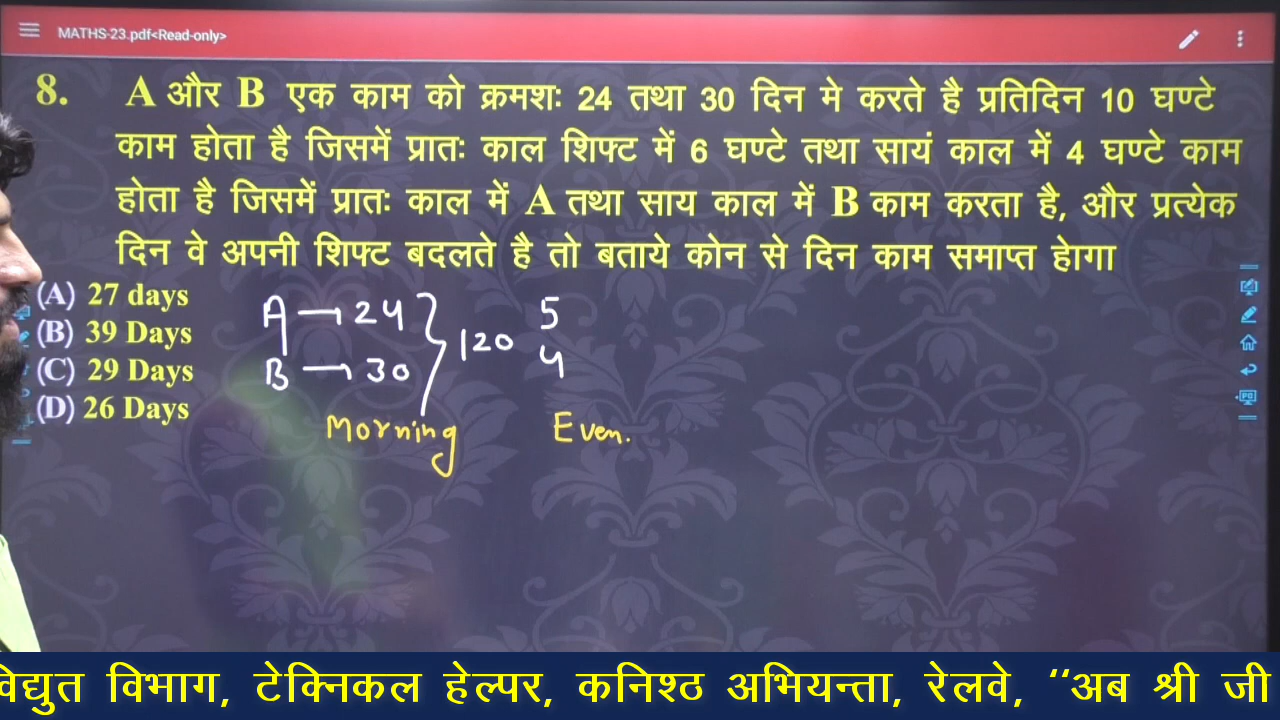 MATHS-23.pdf<Read-only>
8. A और B एक काम को क्रमशः 24 तथा 30 दिन मे करते है प्रतिदिन 10 घण्टे
काम होता है जिसमें प्रातः काल शिफ्ट में 6 घण्टे तथा सायं काल में 4 घण्टे काम
होता है जिसमें प्रातः काल में A तथा साय काल में B काम करता है, और प्रत्येक
दिन वे अपनी शिफ्ट बदलते है तो बताये कोन से दिन काम समाप्त हेागा
(A) 27 days
(B) 39 Days
(C) 29 Days
(D) 26 Days
A → 24
B → 30
120
5
4
Morning Even.
विद्युत विभाग, टेक्निकल हेल्पर, कनिश्ठ अभियन्ता, रेलवे, ‘‘अब श्री जी